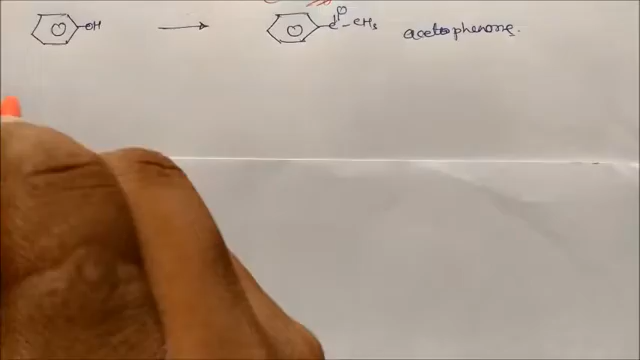 OH → C O - CH3 acetophenone.